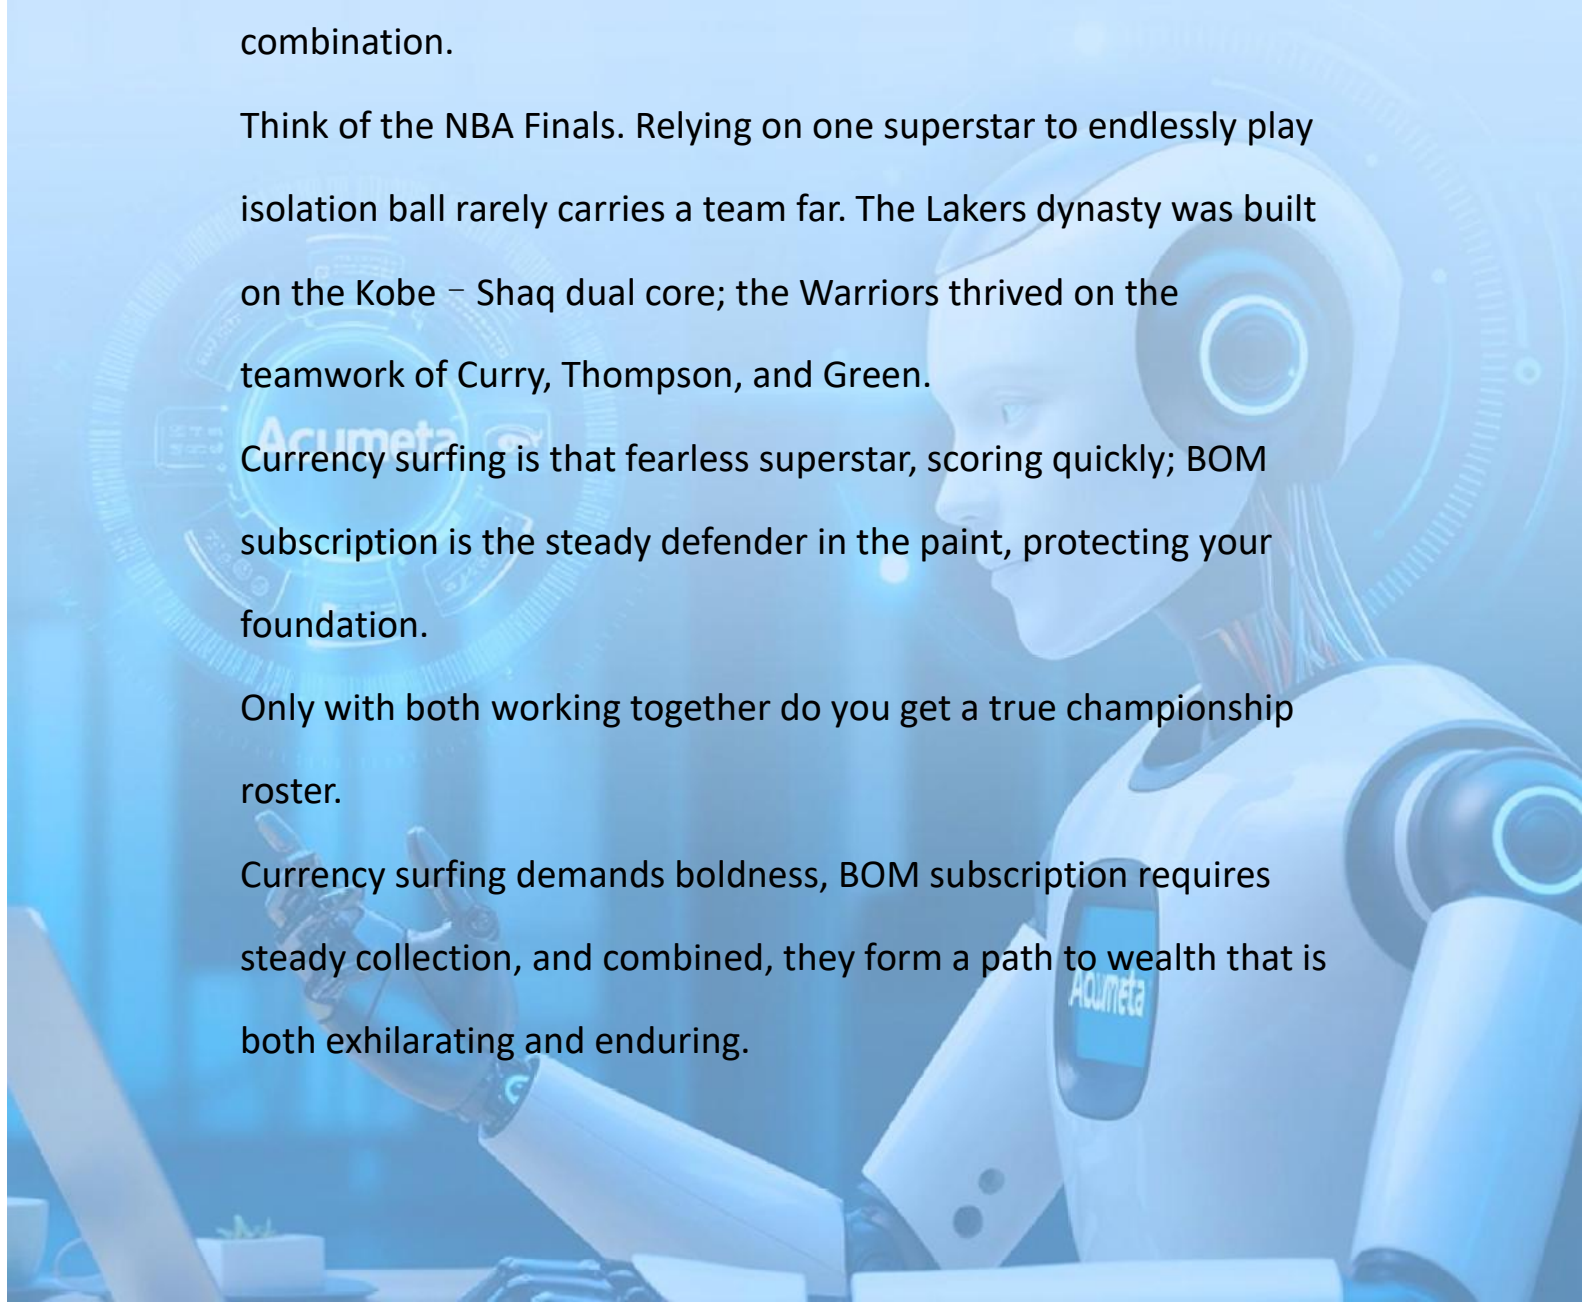 combination.
Think of the NBA Finals. Relying on one superstar to endlessly play
isolation ball rarely carries a team far. The Lakers dynasty was built
on the Kobe – Shaq dual core; the Warriors thrived on the
teamwork of Curry, Thompson, and Green.
Acumeta
Currency surfing is that fearless superstar, scoring quickly; BOM
subscription is the steady defender in the paint, protecting your
foundation.
Only with both working together do you get a true championship
roster.
Currency surfing demands boldness, BOM subscription requires
steady collection, and combined, they form a path to wealth that is
Acumeta
both exhilarating and enduring.